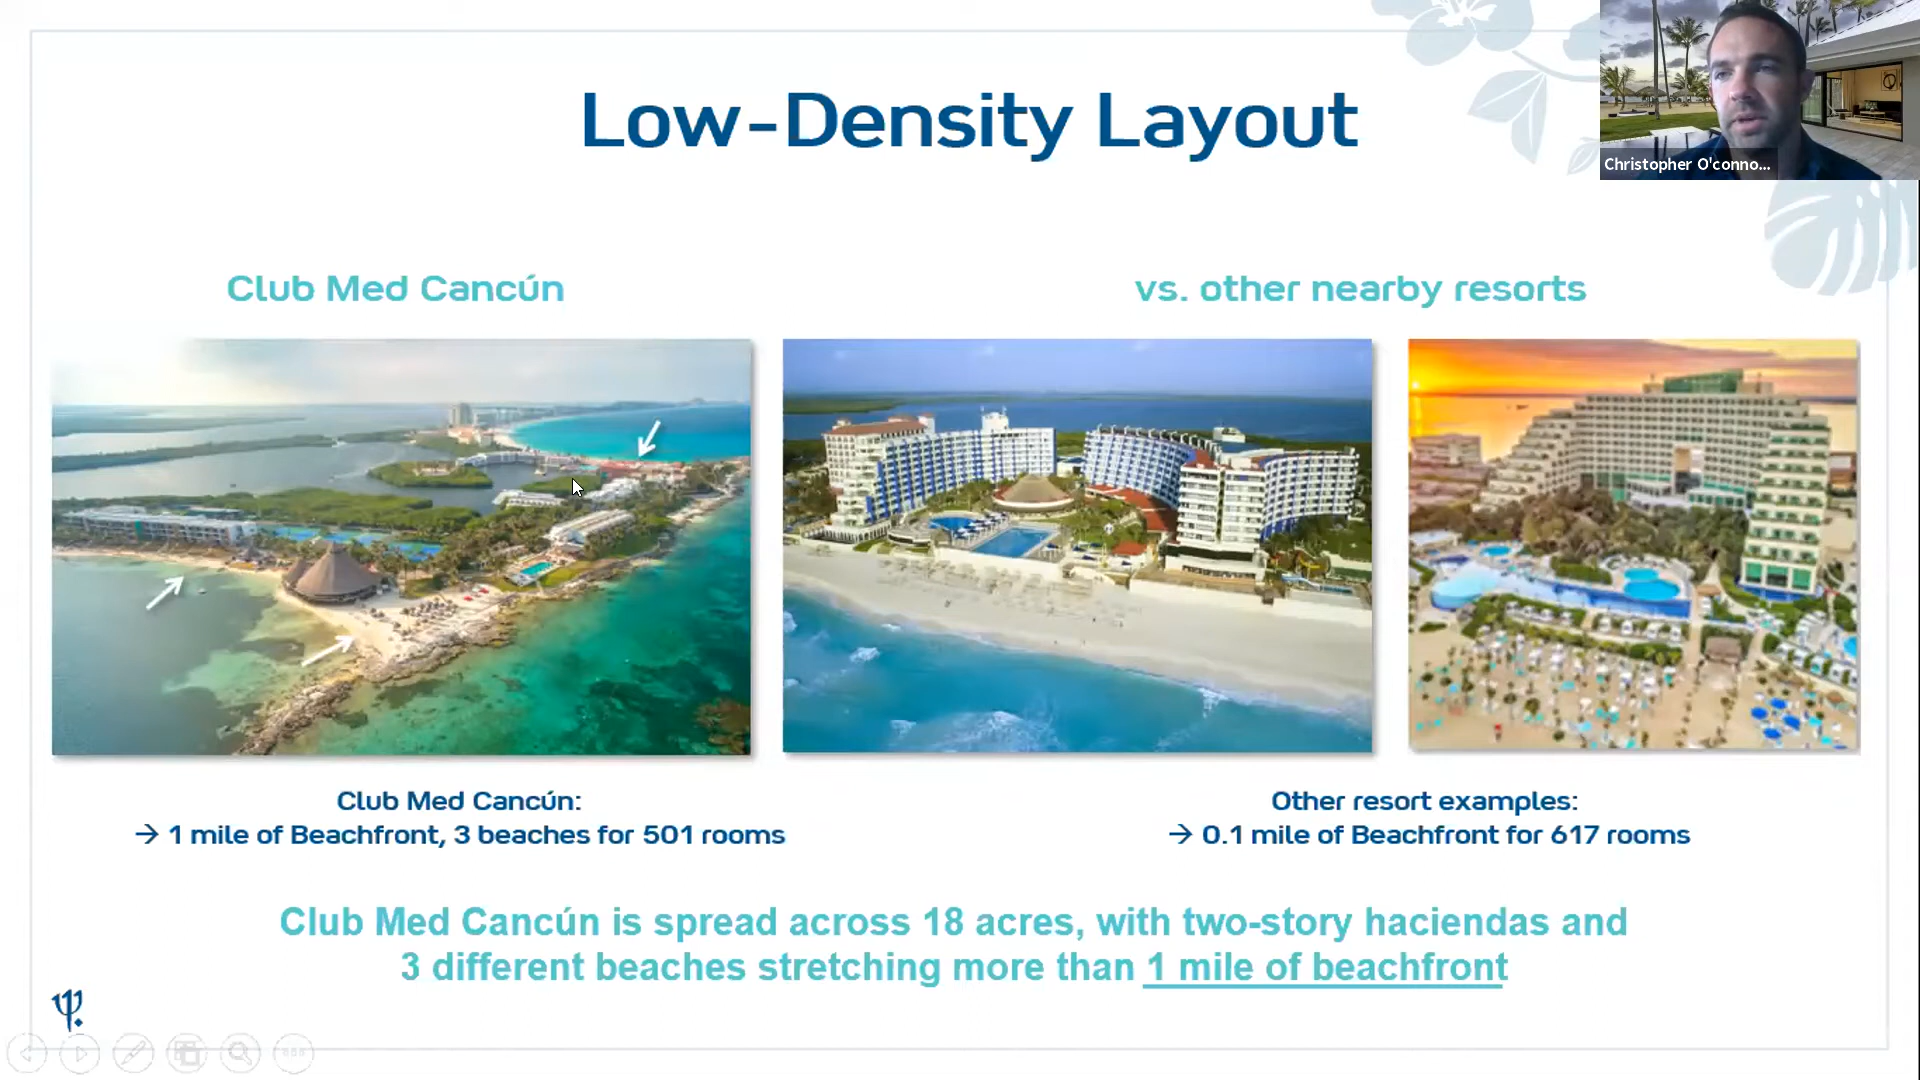 Low-Density Layout
Christopher O'conno...
Club Med Cancún
vs. other nearby resorts
Club Med Cancún:
→ 1 mile of Beachfront, 3 beaches for 501 rooms
Other resort examples:
→ 0.1 mile of Beachfront for 617 rooms
Club Med Cancún is spread across 18 acres, with two-story haciendas and
3 different beaches stretching more than 1 mile of beachfront